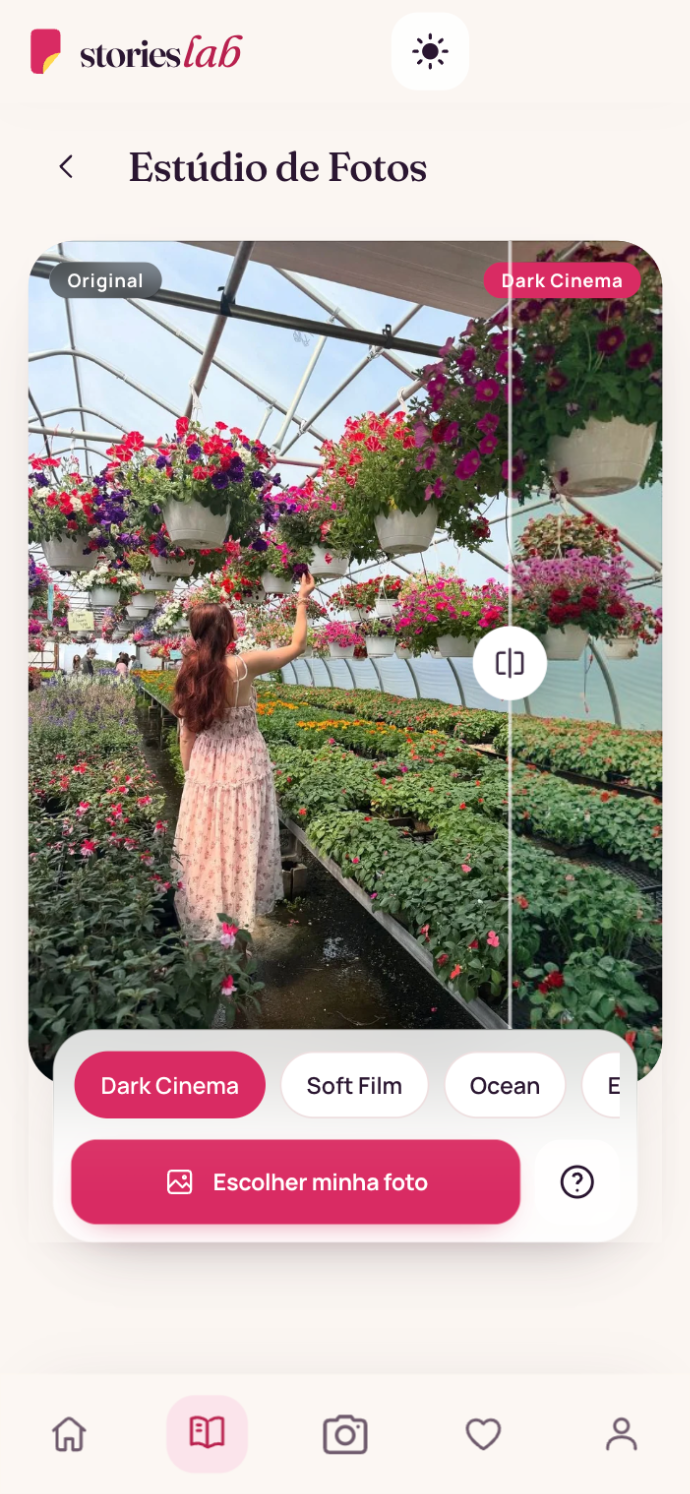 storieslab
Estúdio de Fotos
Original
Dark Cinema
Dark Cinema
Soft Film
Ocean
E
Escolher minha foto